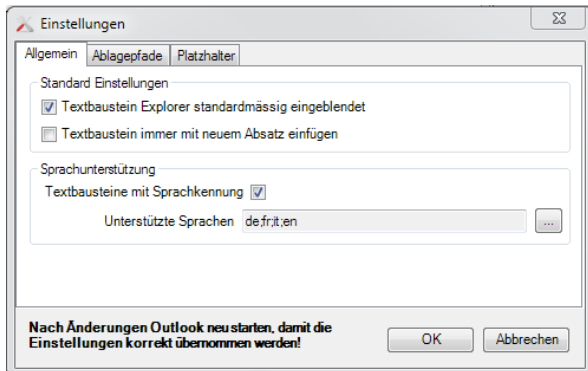 Einstellungen
Allgemein Ablagepfade Platzhalter
Standard Einstellungen
Textbaustein Explorer standardmässig eingeblendet
Textbaustein immer mit neuem Absatz einfügen
Sprachunterstützung
Textbausteine mit Sprachkennung
Unterstützte Sprachen de;fr;it;en ...
Nach Änderungen Outlook neu starten, damit die
Einstellungen korrekt übernommen werden!
OK Abbrechen